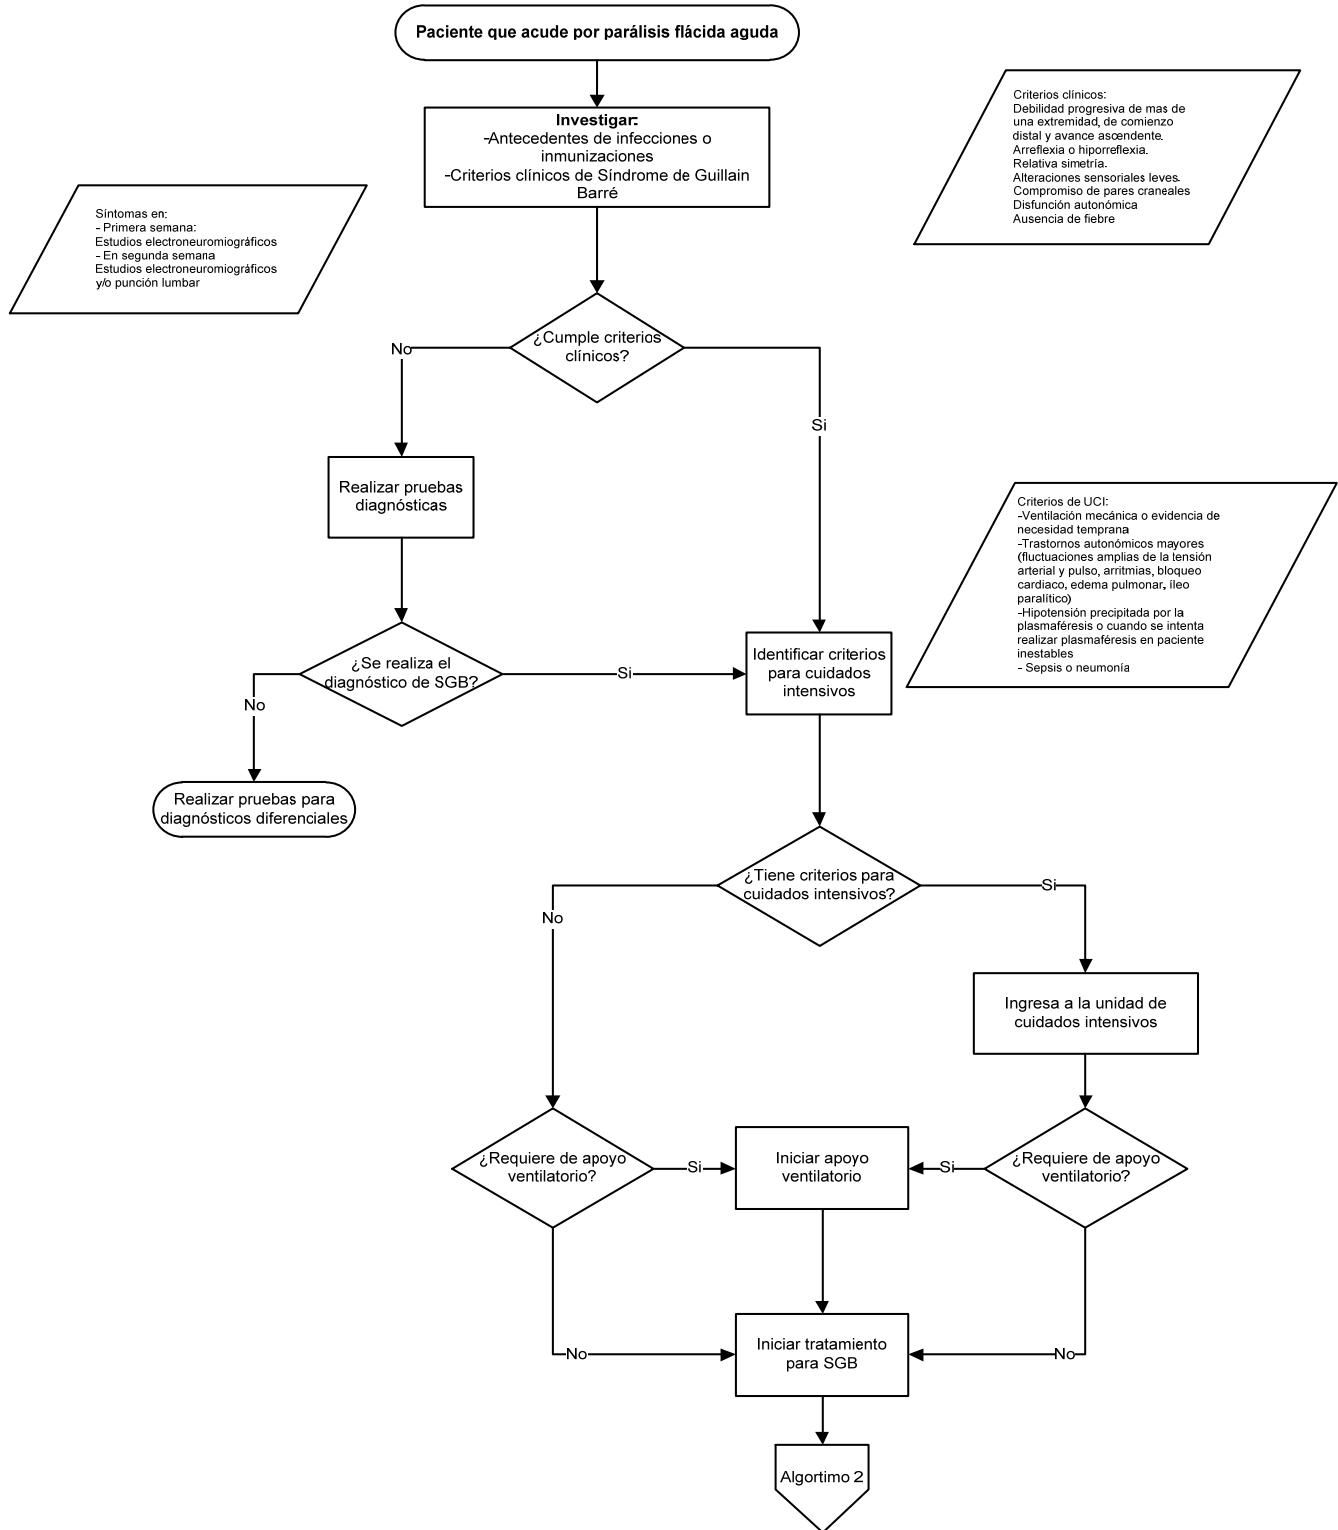 Paciente que acude por parálisis flácida aguda
Investigar:
-Antecedentes de infecciones o
inmunizaciones
-Criterios clínicos de Síndrome de Guillain
Barré
Criterios clínicos:
Debilidad progresiva de mas de
una extremidad, de comienzo
distal y avance ascendente.
Arreflexia o hiporreflexia.
Relativa simetría.
Alteraciones sensoriales leves.
Compromiso de pares craneales
Disfunción autonómica
Ausencia de fiebre
Síntomas en:
- Primera semana:
Estudios electroneuromiográficos
- En segunda semana
Estudios electroneuromiográficos
y/o punción lumbar
¿Cumple criterios
clínicos?
No
Si
Realizar pruebas
diagnósticas
Criterios de UCI:
-Ventilación mecánica o evidencia de
necesidad temprana
-Trastornos autonómicos mayores
(fluctuaciones amplias de la tensión
arterial y pulso, arritmias, bloqueo
cardiaco, edema pulmonar, íleo
paralítico)
-Hipotensión precipitada por la
plasmaféresis o cuando se intenta
realizar plasmaféresis en paciente
inestables
- Sepsis o neumonía
¿Se realiza el
diagnóstico de SGB?
Si
No
Identificar criterios
para cuidados
intensivos
Realizar pruebas para
diagnósticos diferenciales
¿Tiene criterios para
cuidados intensivos?
Si
No
Ingresa a la unidad de
cuidados intensivos
¿Requiere de apoyo
ventilatorio?
Si
Iniciar apoyo
ventilatorio
Si
¿Requiere de apoyo
ventilatorio?
No
Iniciar tratamiento
para SGB
No
Algortimo 2